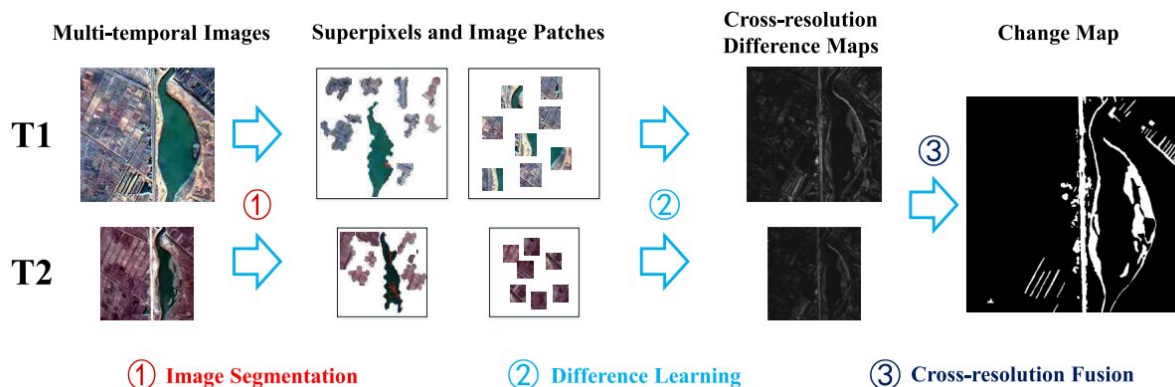 Multi-temporal Images
Superpixels and Image Patches
Cross-resolution
Difference Maps
Change Map
T1
①
②
③
T2
① Image Segmentation
② Difference Learning
③ Cross-resolution Fusion